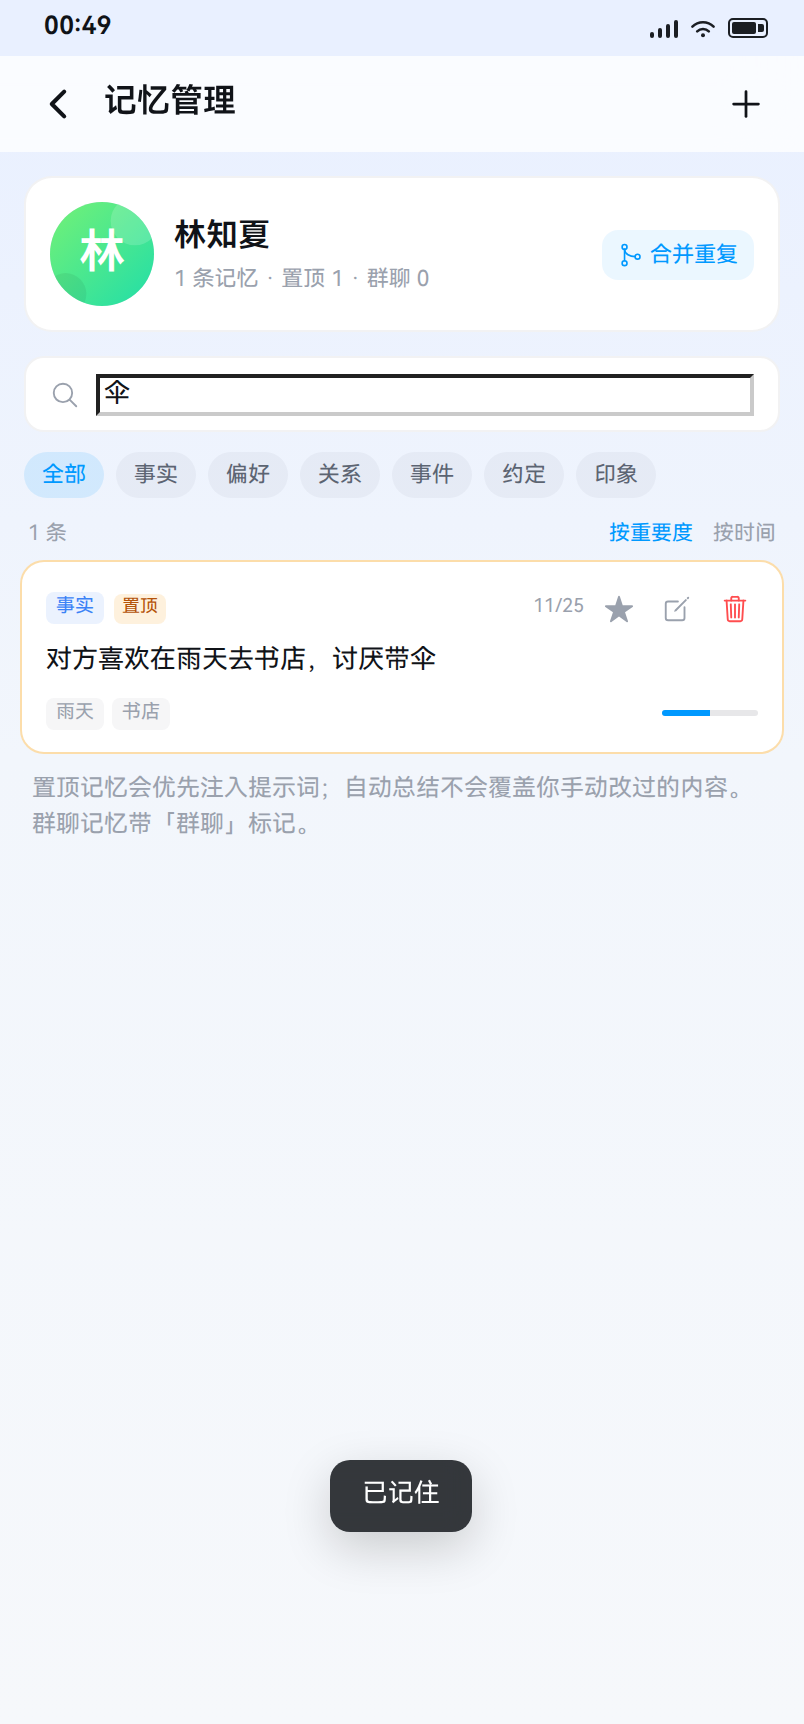 00:49
记忆管理
林
林知夏
1 条记忆 · 置顶 1 · 群聊 0
合并重复
伞
全部 事实 偏好 关系 事件 约定 印象
1 条 按重要度 按时间
事实 置顶 11/25
对方喜欢在雨天去书店，讨厌带伞
雨天 书店
置顶记忆会优先注入提示词；自动总结不会覆盖你手动改过的内容。
群聊记忆带「群聊」标记。
已记住